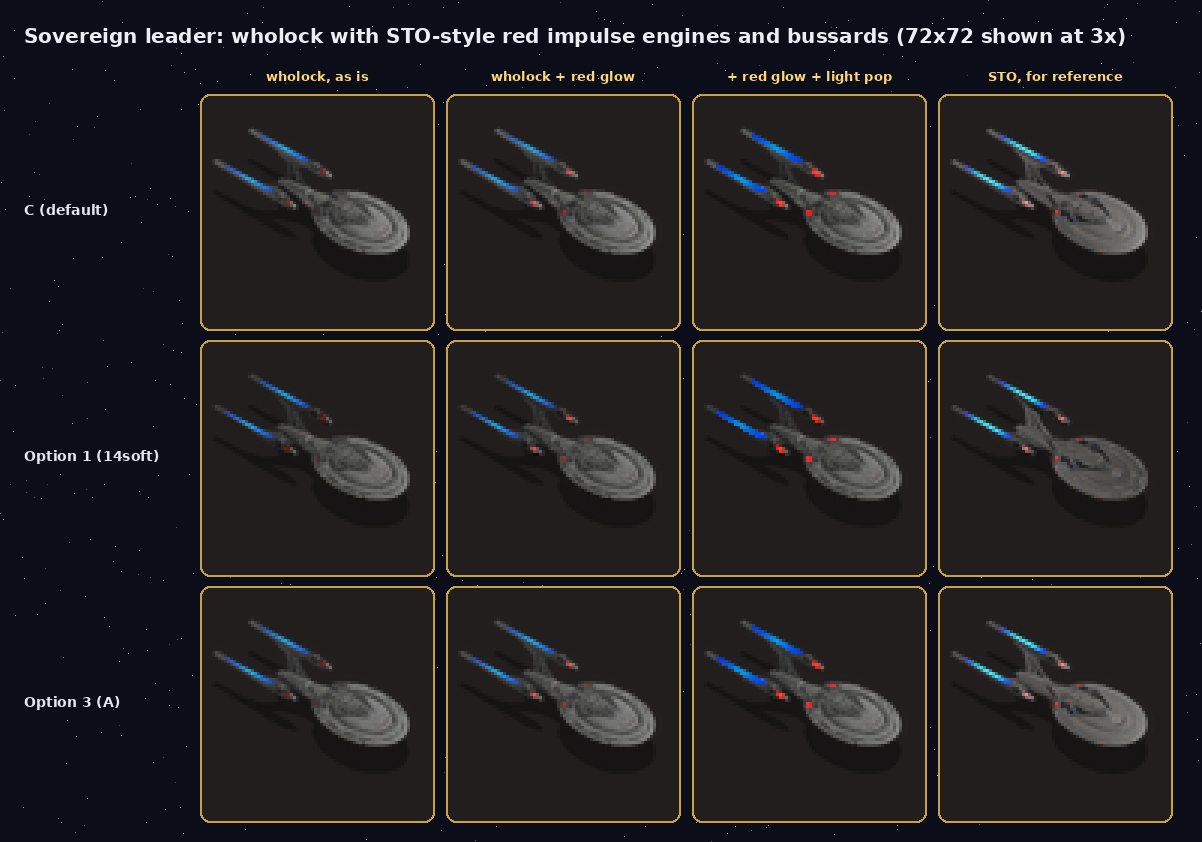 Sovereign leader: wholock with STO-style red impulse engines and bussards (72x72 shown at 3x)
wholock, as is
wholock + red glow
+ red glow + light pop
STO, for reference
C (default)
Option 1 (14soft)
Option 3 (A)